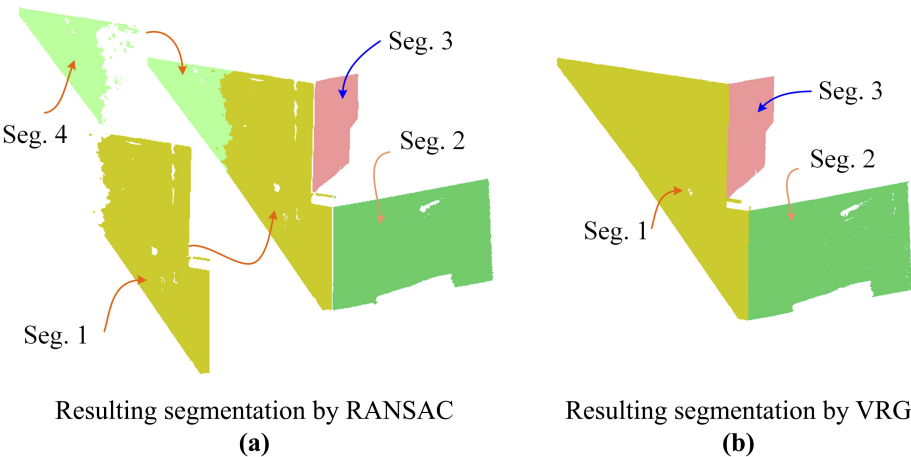 Seg. 3
Seg. 4
Seg. 2
Seg. 1
Resulting segmentation by RANSAC
(a)
Seg. 3
Seg. 2
Seg. 1
Resulting segmentation by VRG
(b)